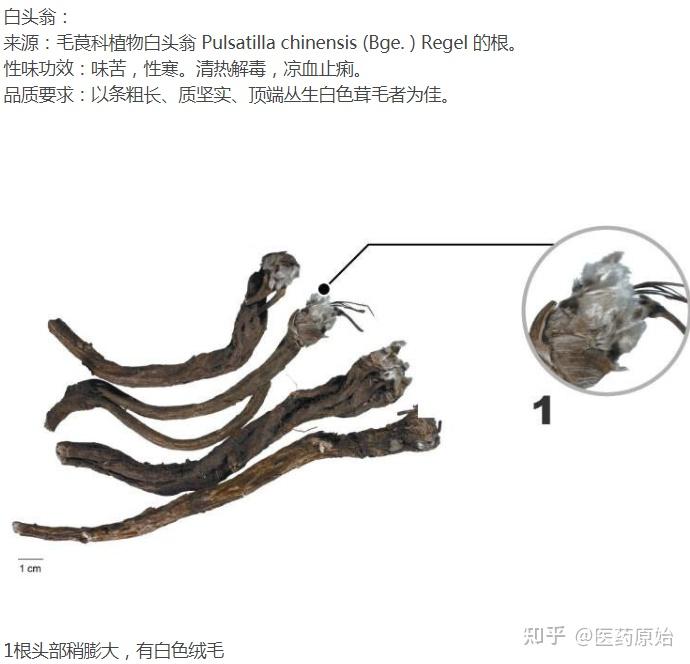 白头翁：
来源：毛茛科植物白头翁 Pulsatilla chinensis (Bge. ) Regel 的根。
性味功效：味苦，性寒。清热解毒，凉血止痢。
品质要求：以条粗长、质坚实、顶端丛生白色茸毛者为佳。
1
1 cm
1根头部稍膨大，有白色绒毛
知乎 @医药原始